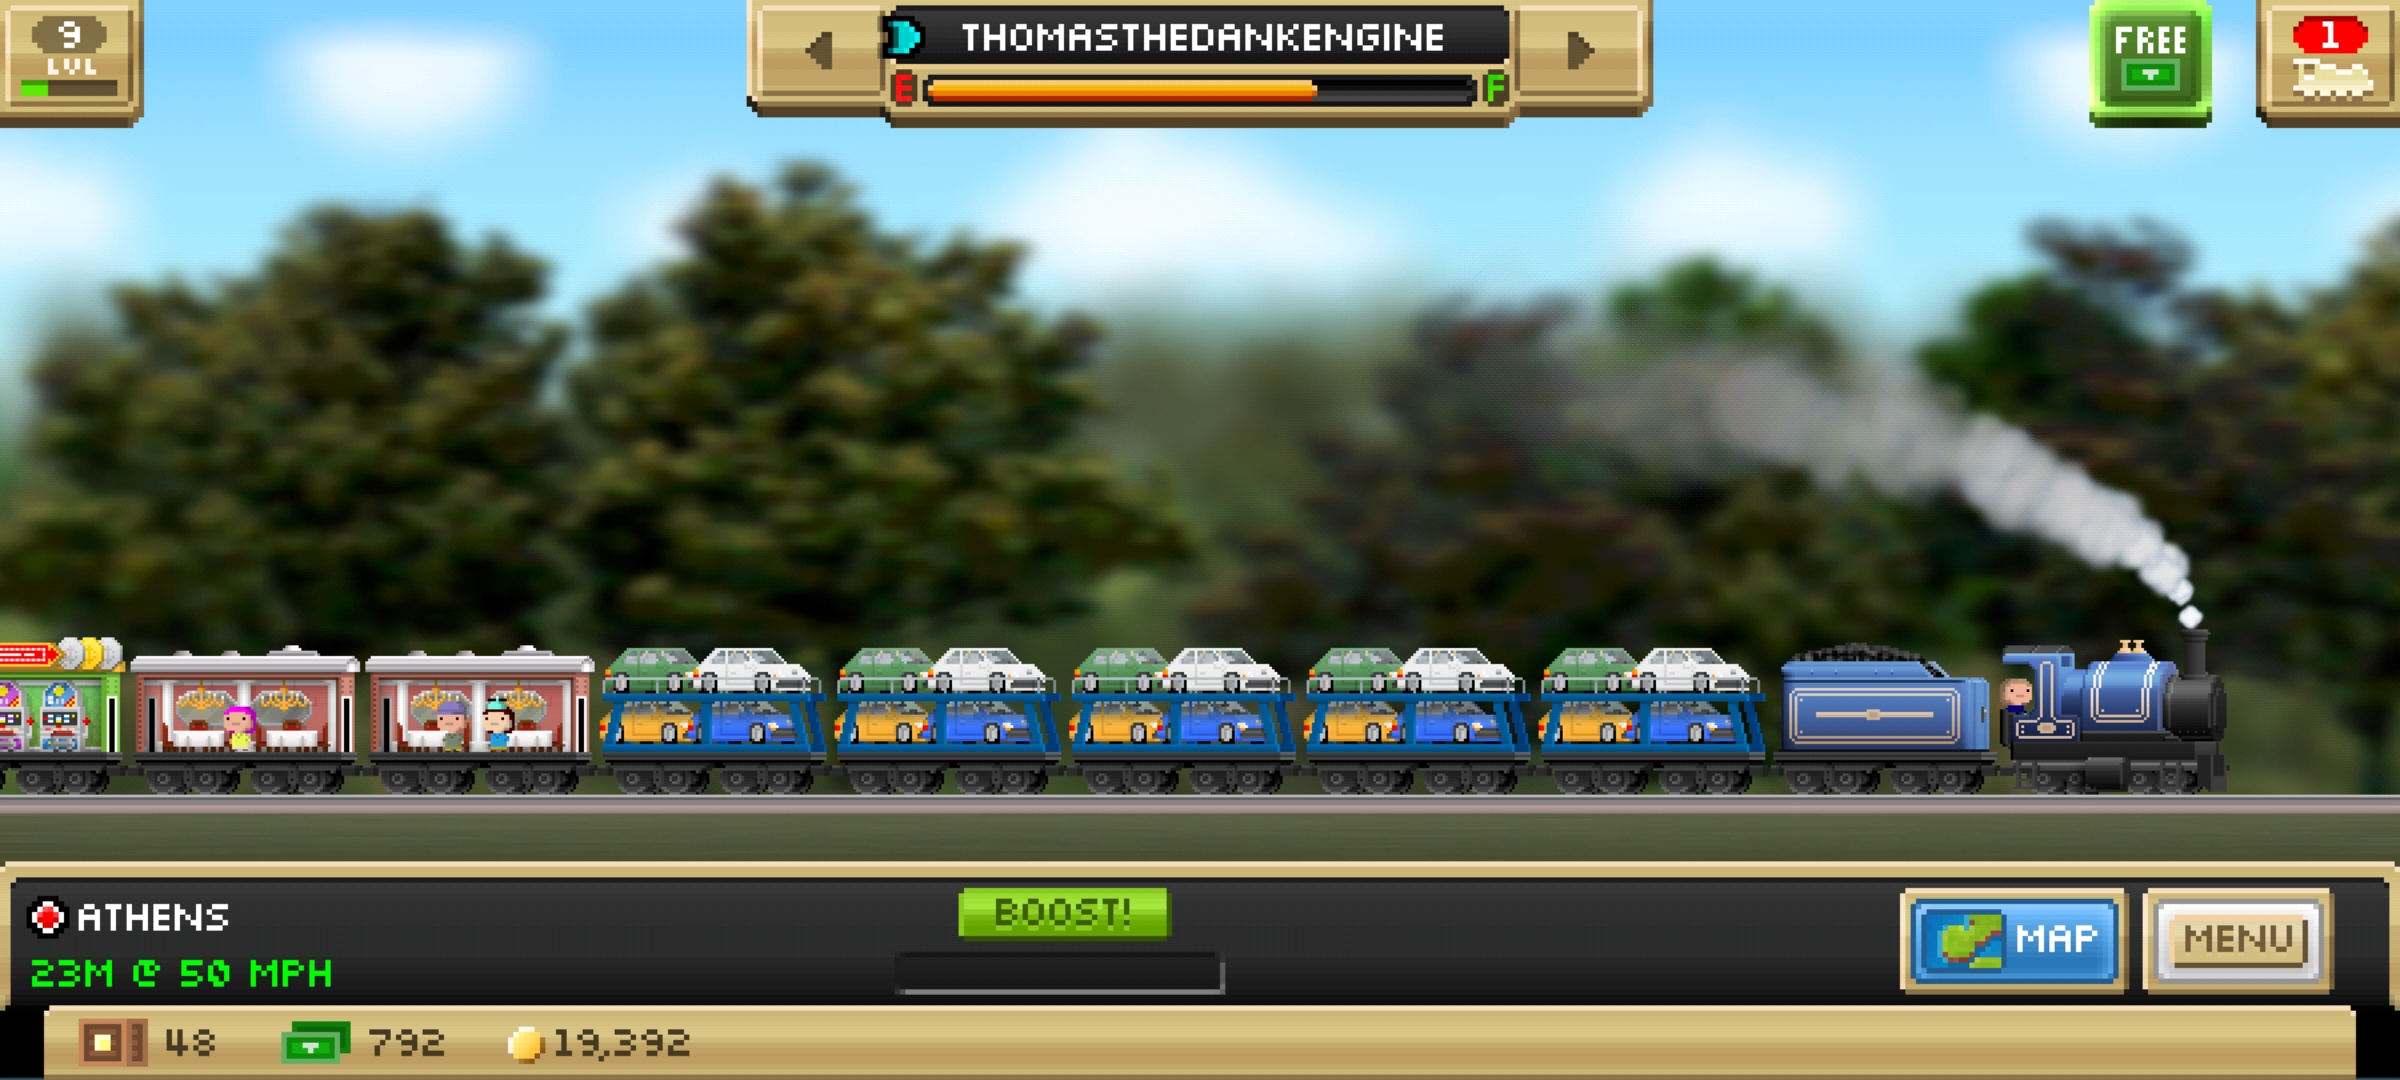 9
LVL
THOMASTHEDANKENGINE
E F
FREE
1
ATHENS
23M @ 50 MPH
BOOST!
MAP
MENU
48 792 19,392